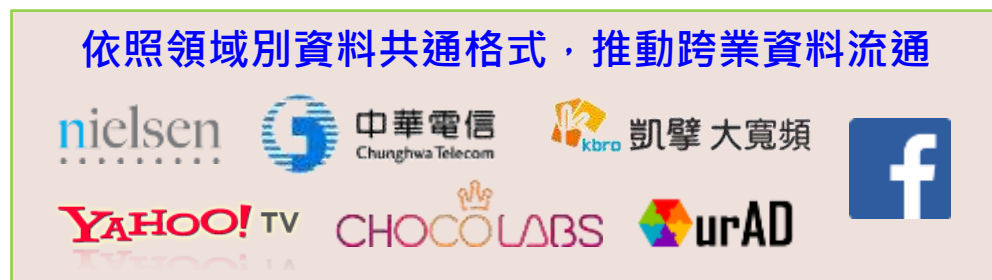 依照領域別資料共通格式，推動跨業資料流通
nielsen
中華電信
Chunghwa Telecom
kbro 凱擘大寬頻
f
YAHOO! TV
CHOCOLABS
urAD